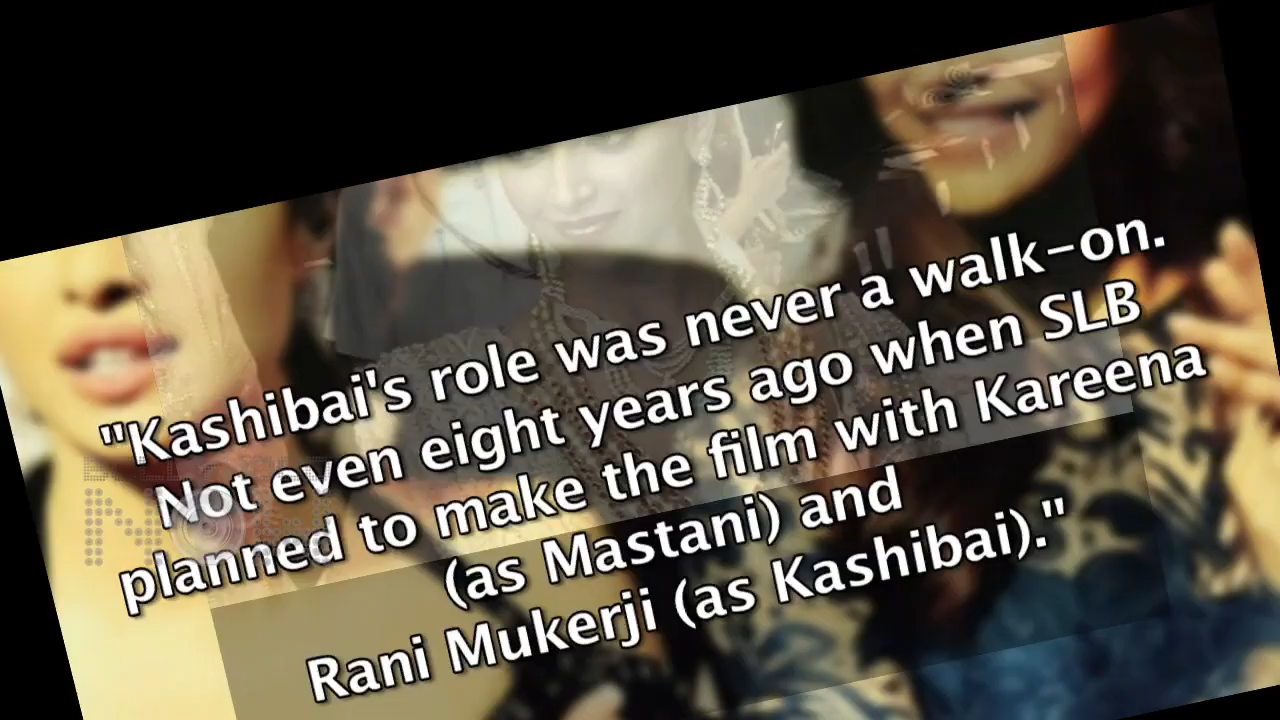 "Kashibai's role was never a walk-on.
Not even eight years ago when SLB
planned to make the film with Kareena
(as Mastani) and
Rani Mukerji (as Kashibai)."